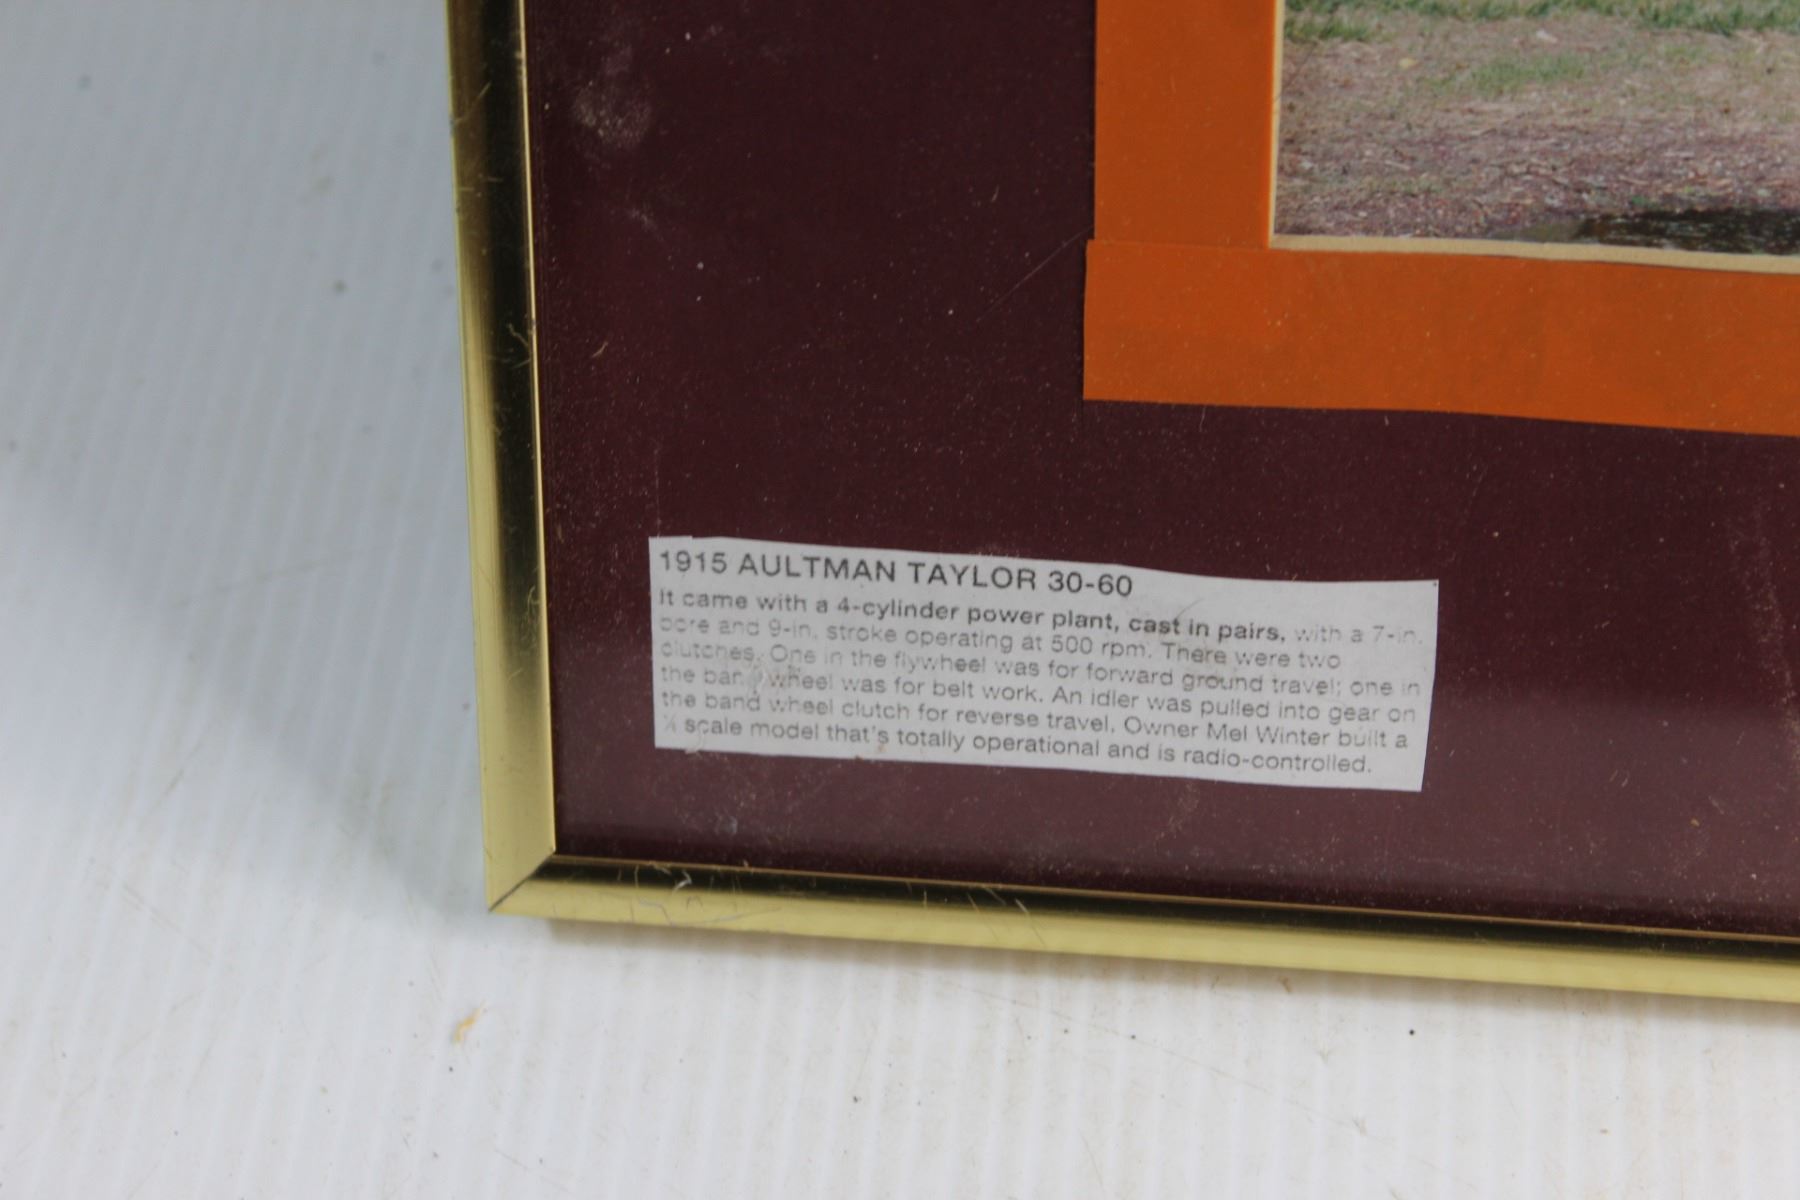 1915 AULTMAN TAYLOR 30-60
It came with a 4-cylinder power plant, cast in pairs, with a 7-in.
bore and 9-in. stroke operating at 500 rpm. There were two
clutches. One in the flywheel was for forward ground travel; one in
the band wheel was for belt work. An idler was pulled into gear on
the band wheel clutch for reverse travel. Owner Mel Winter built a
scale model that's totally operational and is radio-controlled.